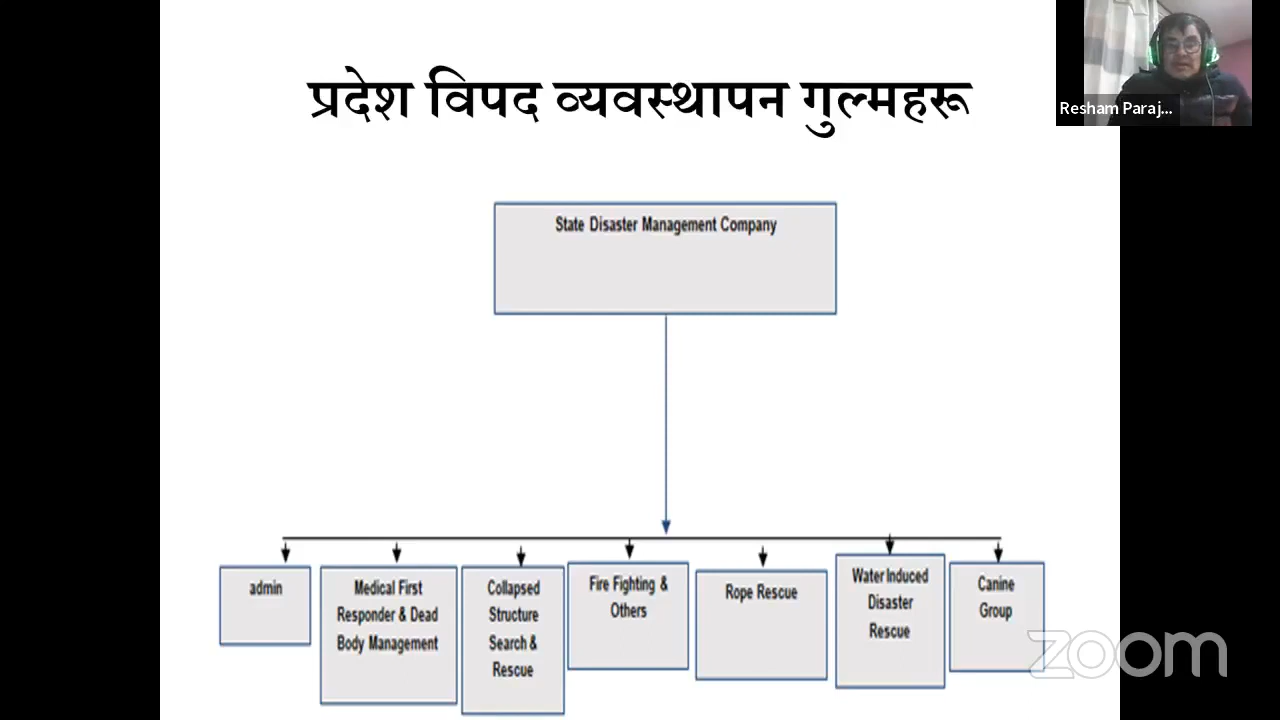 प्रदेश विपद व्यवस्थापन गुल्महरू
Resham Paraj...
State Disaster Management Company
admin
Medical First
Responder & Dead
Body Management
Collapsed
Structure
Search &
Rescue
Fire Fighting &
Others
Rope Rescue
Water Induced
Disaster
Rescue
Canine
Group
zoom